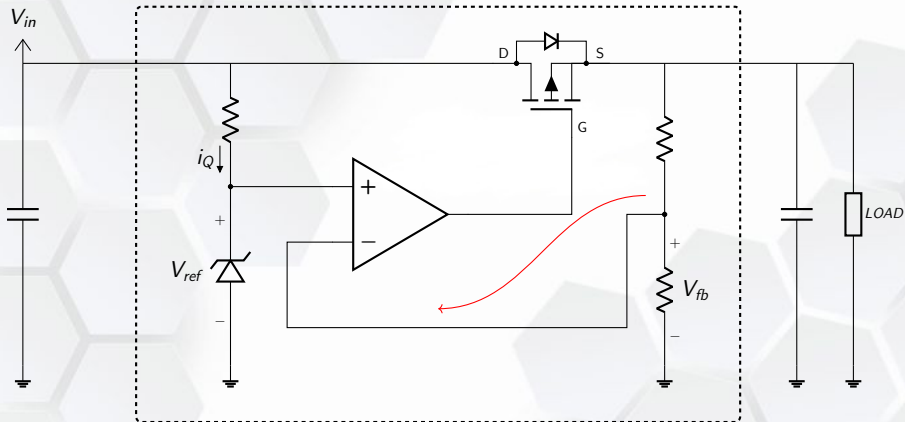 V_in
D
S
G
i_Q
+
+
−
+
V_ref
−
+
V_fb
−
LOAD